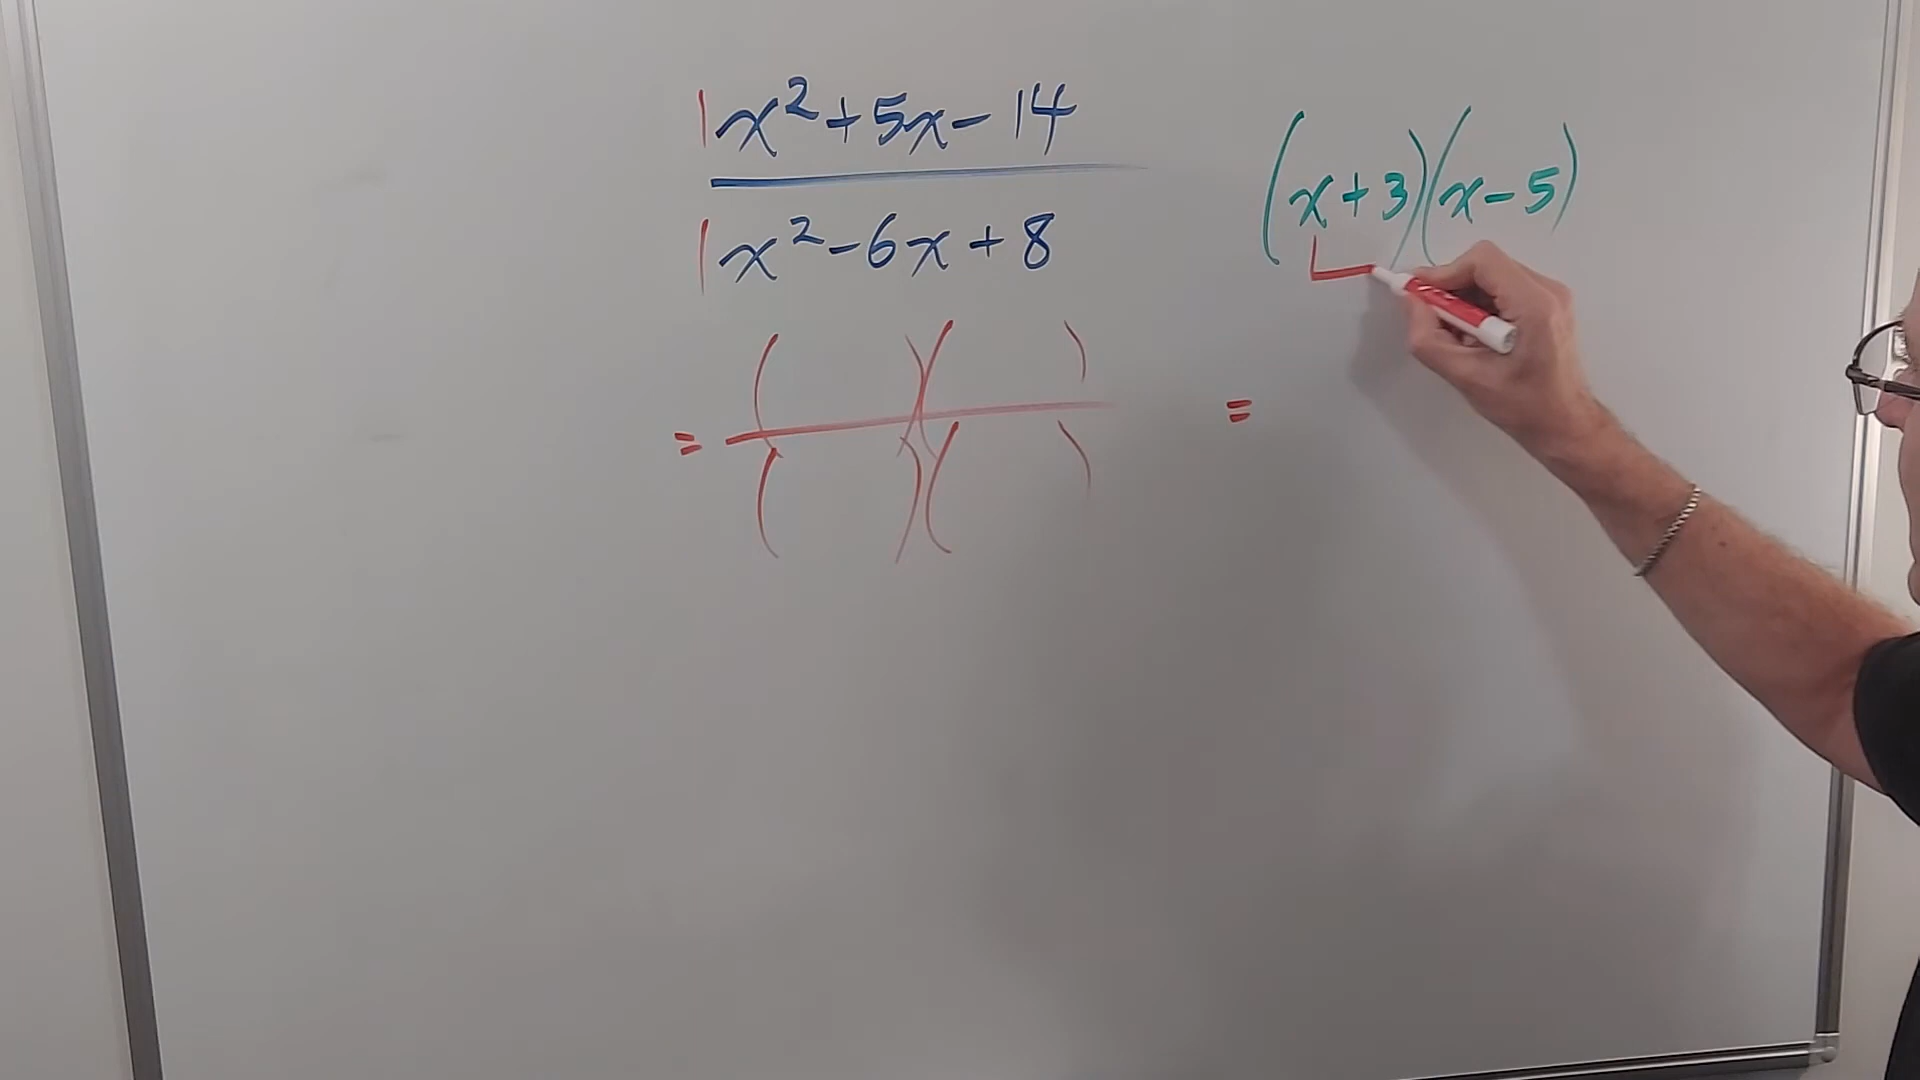 1x²+5x-14
1x²-6x+8
(x+3)(x-5)
= ( )( )
( )( )
=